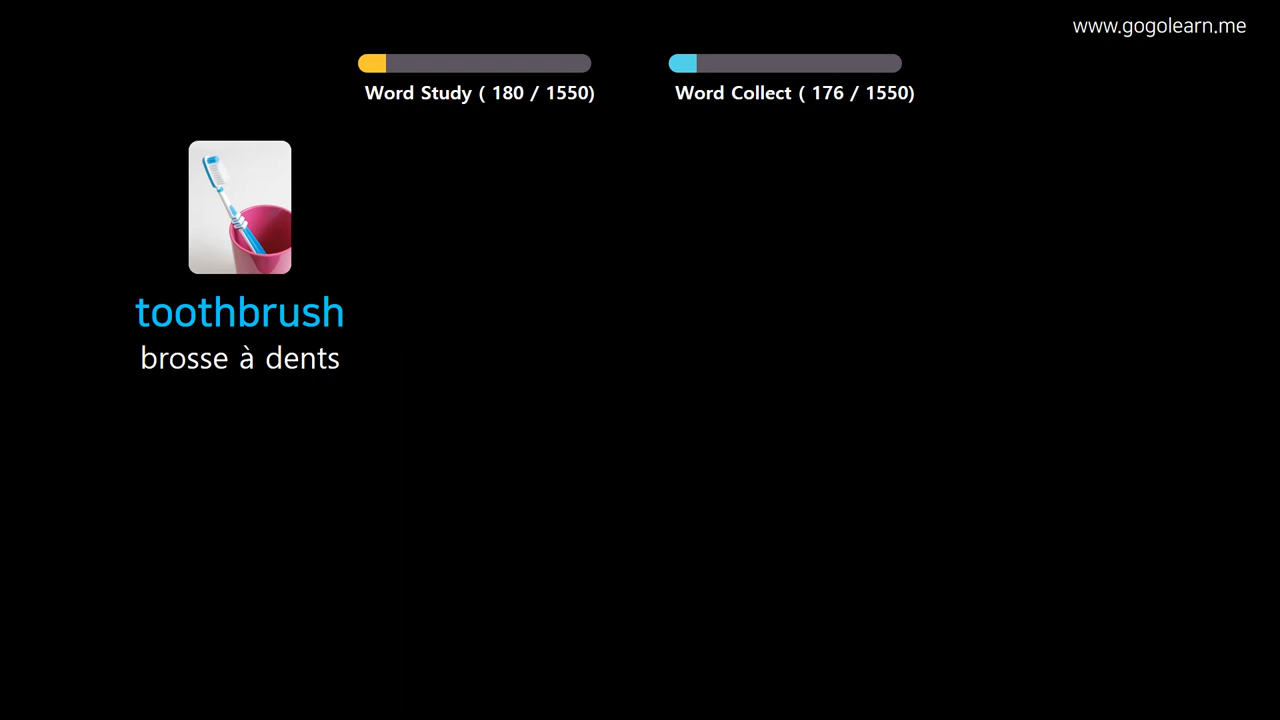 www.gogolearn.me
Word Study ( 180 / 1550)
Word Collect ( 176 / 1550)
toothbrush
brosse à dents